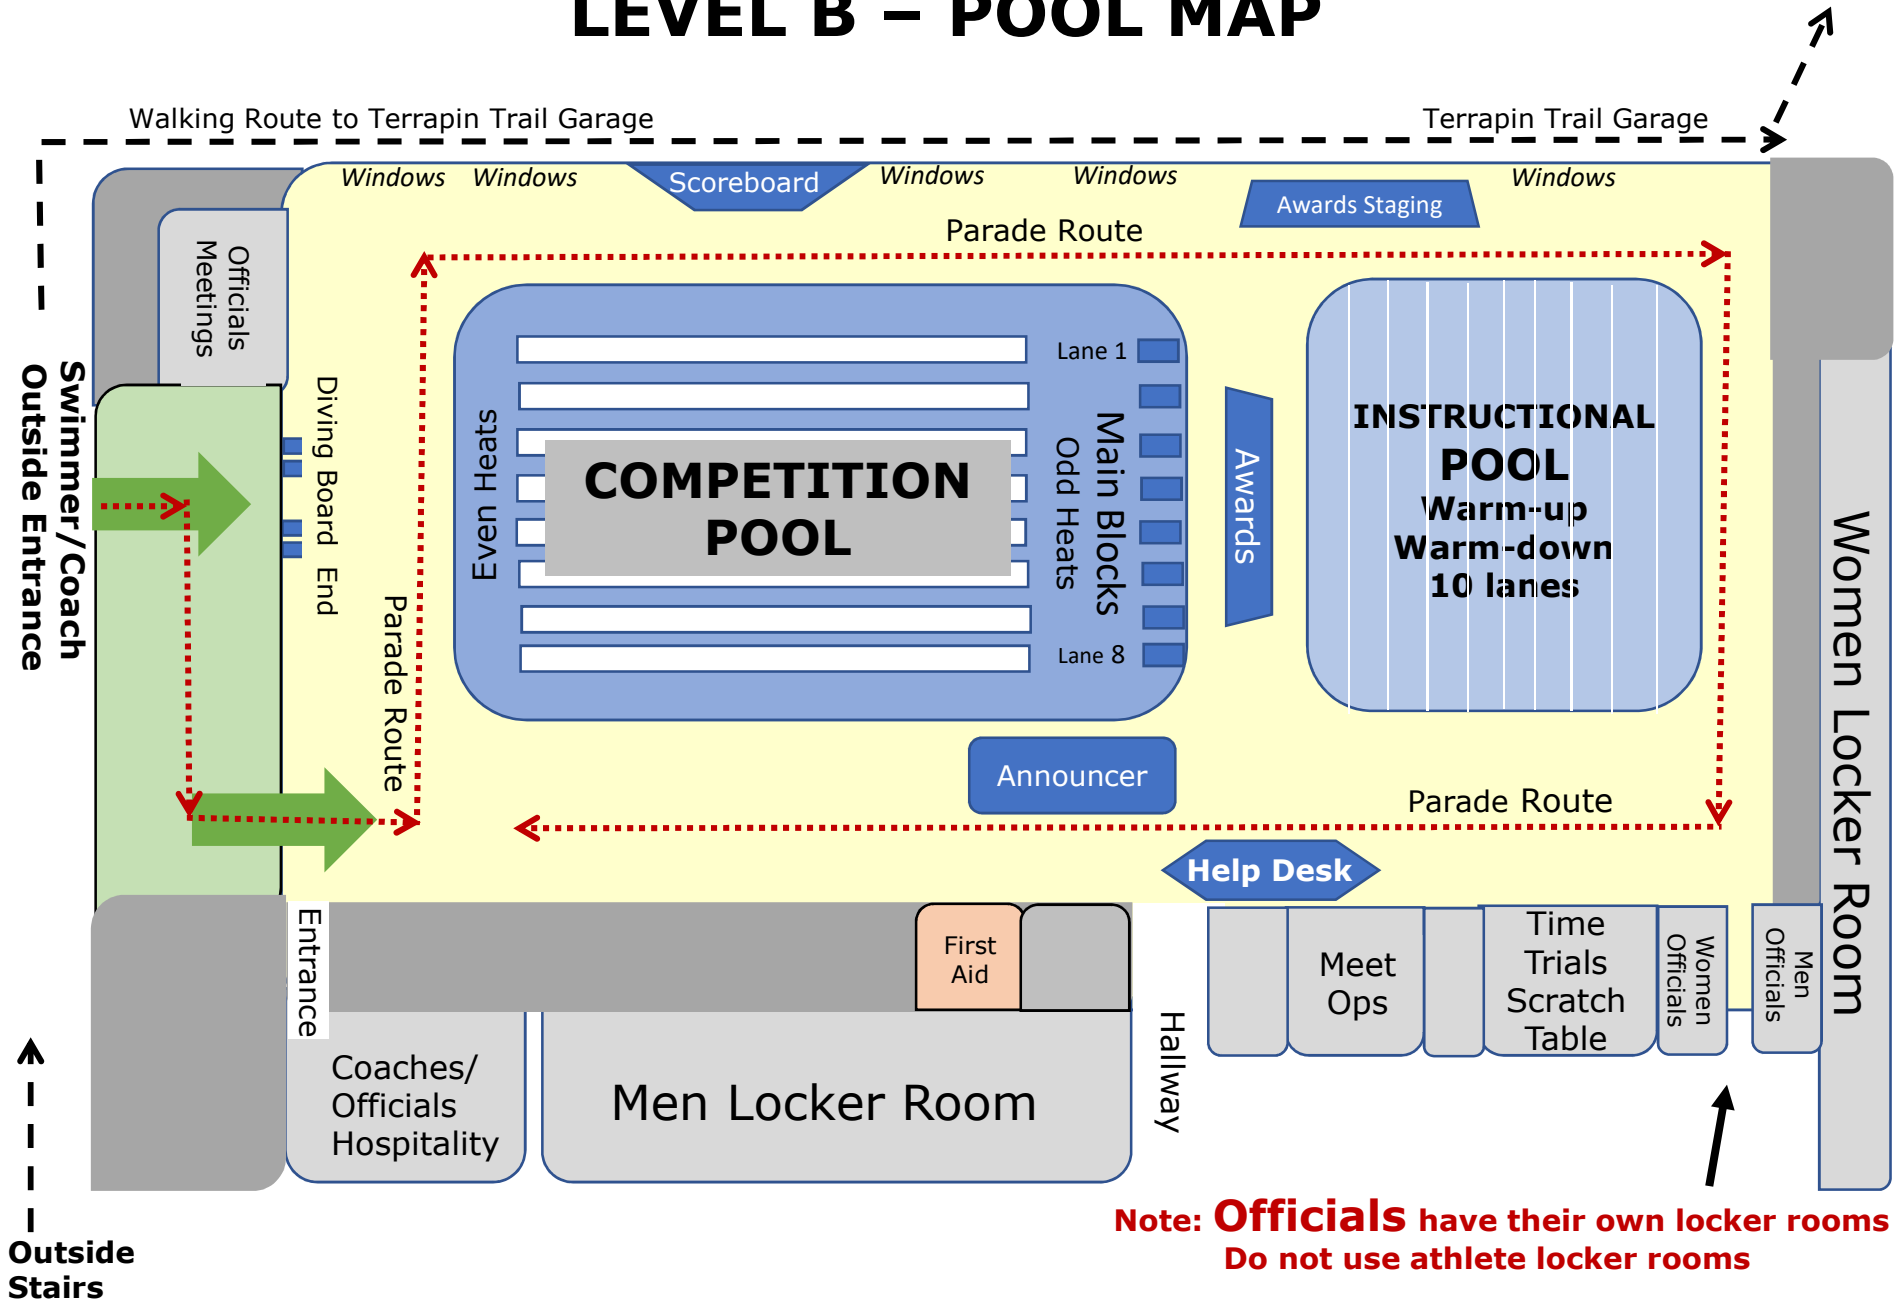 LEVEL B – POOL MAP
Walking Route to Terrapin Trail Garage
Terrapin Trail Garage
Windows
Windows
Scoreboard
Windows
Windows
Awards Staging
Windows
Parade Route
Officials
Meetings
Swimmer/Coach
Outside Entrance
Diving Board End
Parade Route
Even Heats
COMPETITION
POOL
Lane 1
Main Blocks
Odd Heats
Lane 8
Awards
INSTRUCTIONAL
POOL
Warm-up
Warm-down
10 lanes
Women Locker Room
Announcer
Parade Route
Help Desk
Entrance
First
Aid
Meet
Ops
Time
Trials
Scratch
Table
Women
Officials
Men
Officials
Coaches/
Officials
Hospitality
Men Locker Room
Hallway
Outside
Stairs
Note: Officials have their own locker rooms
Do not use athlete locker rooms